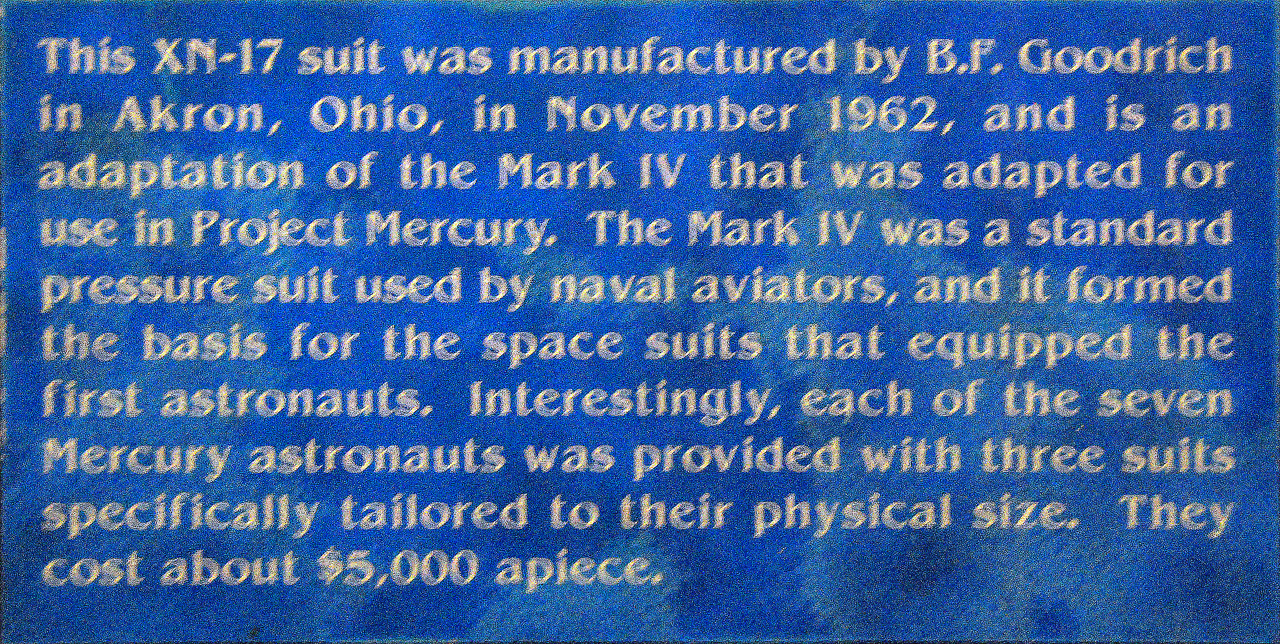 This XN-17 suit was manufactured by B.F. Goodrich
in Akron, Ohio, in November 1962, and is an
adaptation of the Mark IV that was adapted for
use in Project Mercury. The Mark IV was a standard
pressure suit used by naval aviators, and it formed
the basis for the space suits that equipped the
first astronauts. Interestingly, each of the seven
Mercury astronauts was provided with three suits
specifically tailored to their physical size. They
cost about $5,000 apiece.